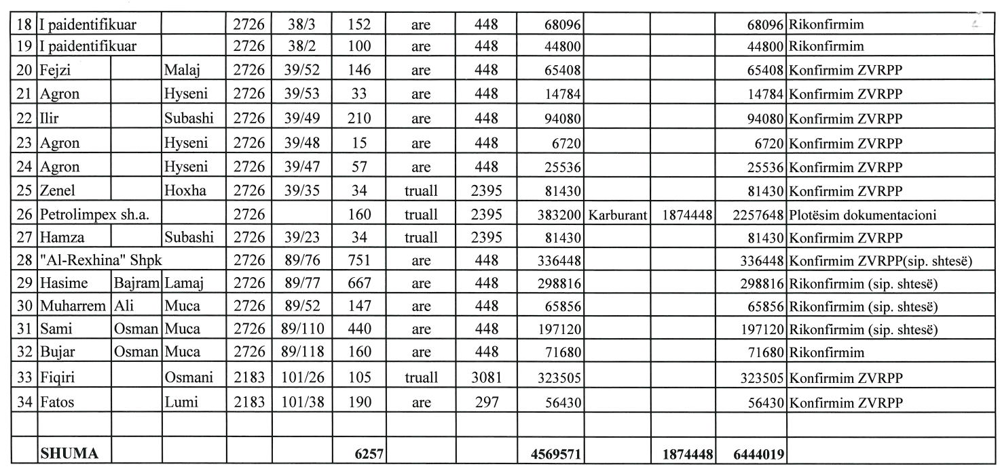 18 I paidentifikuar 2726 38/3 152 are 448 68096 68096 Rikonfirmim
19 I paidentifikuar 2726 38/2 100 are 448 44800 44800 Rikonfirmim
20 Fejzi Malaj 2726 39/52 146 are 448 65408 65408 Konfirmim ZVRPP
21 Agron Hyseni 2726 39/53 33 are 448 14784 14784 Konfirmim ZVRPP
22 Ilir Subashi 2726 39/49 210 are 448 94080 94080 Konfirmim ZVRPP
23 Agron Hyseni 2726 39/48 15 are 448 6720 6720 Konfirmim ZVRPP
24 Agron Hyseni 2726 39/47 57 are 448 25536 25536 Konfirmim ZVRPP
25 Zenel Hoxha 2726 39/35 34 truall 2395 81430 81430 Konfirmim ZVRPP
26 Petrolimpex sh.a. 2726 160 truall 2395 383200 Karburant 1874448 2257648 Plotësim dokumentacioni
27 Hamza Subashi 2726 39/23 34 truall 2395 81430 81430 Konfirmim ZVRPP
28 "Al-Rexhina" Shpk 2726 89/76 751 are 448 336448 336448 Konfirmim ZVRPP(sip. shtesë)
29 Hasime Bajram Lamaj 2726 89/77 667 are 448 298816 298816 Rikonfirmim (sip. shtesë)
30 Muharrem Ali Muca 2726 89/52 147 are 448 65856 65856 Rikonfirmim (sip. shtesë)
31 Sami Osman Muca 2726 89/110 440 are 448 197120 197120 Rikonfirmim (sip. shtesë)
32 Bujar Osman Muca 2726 89/118 160 are 448 71680 71680 Rikonfirmim
33 Fiqiri Osmani 2183 101/26 105 truall 3081 323505 323505 Konfirmim ZVRPP
34 Fatos Lumi 2183 101/38 190 are 297 56430 56430 Konfirmim ZVRPP
SHUMA 6257 4569571 1874448 6444019